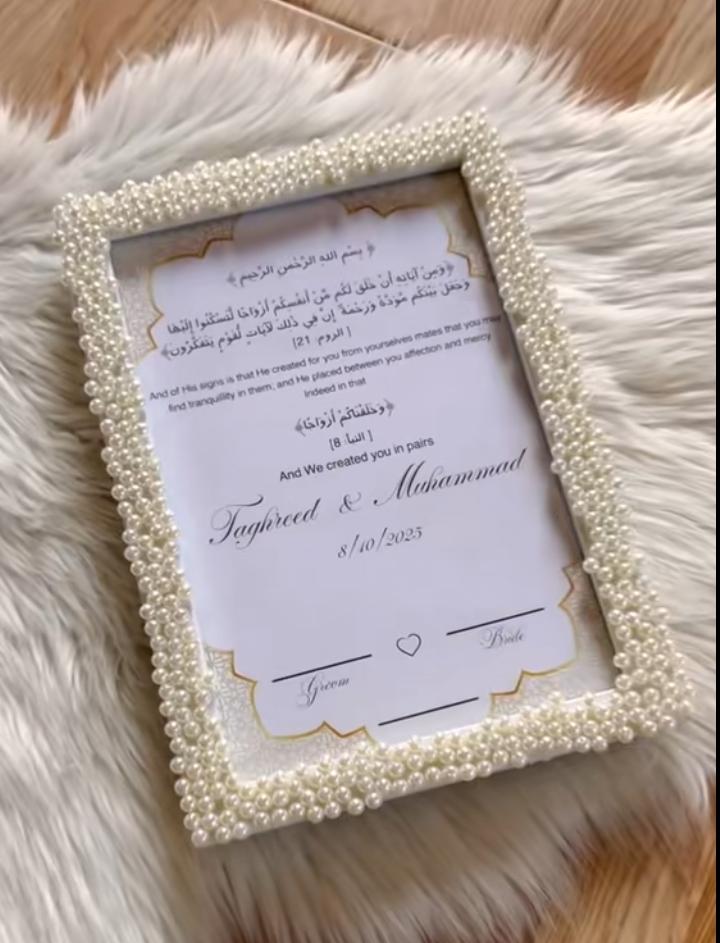 ﴿ بِسْمِ اللهِ الرَّحْمٰنِ الرَّحِيمِ ﴾
﴿وَمِنْ آيَاتِهِ أَنْ خَلَقَ لَكُم مِّنْ أَنفُسِكُمْ أَزْوَاجًا لِّتَسْكُنُوا إِلَيْهَا
وَجَعَلَ بَيْنَكُم مَّوَدَّةً وَرَحْمَةً إِنَّ فِي ذَٰلِكَ لَآيَاتٍ لِّقَوْمٍ يَتَفَكَّرُونَ﴾
[ الروم: 21]
And of His signs is that He created for you from yourselves mates that you may
find tranquillity in them; and He placed between you affection and mercy
Indeed in that
﴿وَخَلَقْنَاكُمْ أَزْوَاجًا﴾
[ النبأ: 8]
And We created you in pairs
Taghreed & Muhammad
8/10/2025
Groom
Bride